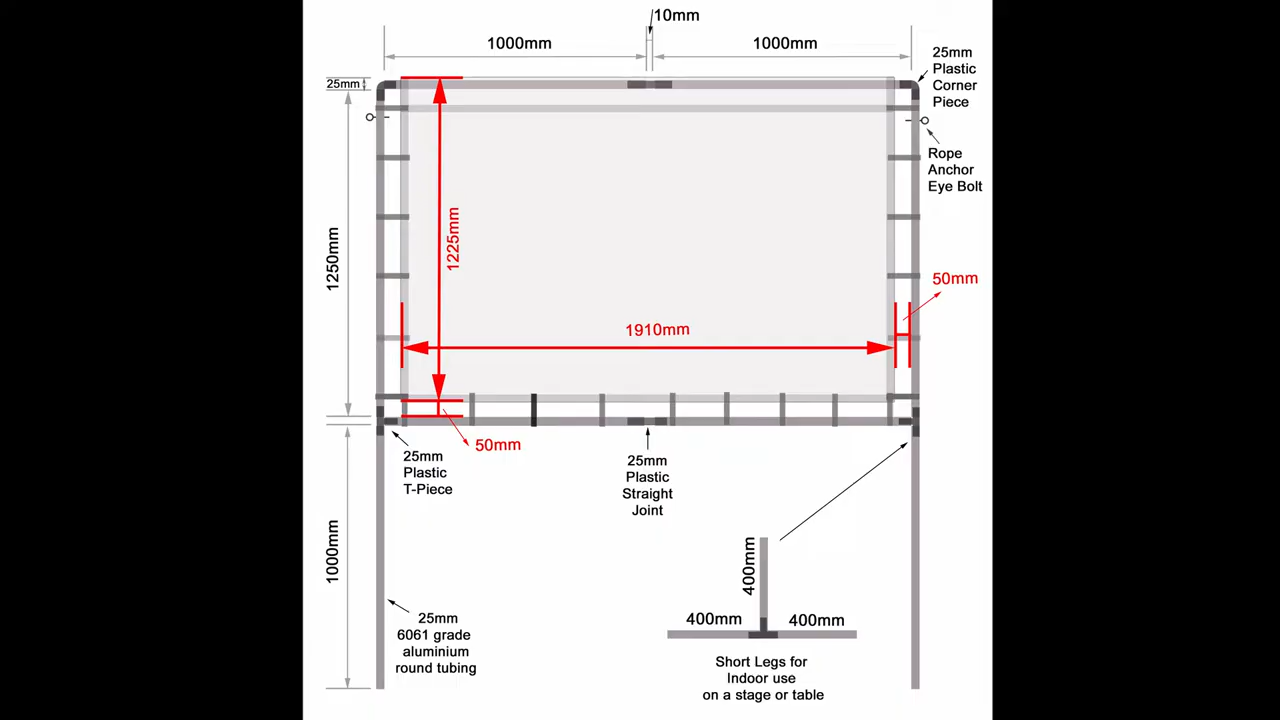 10mm
1000mm
1000mm
25mm
25mm
Plastic
Corner
Piece
Rope
Anchor
Eye Bolt
1250mm
1225mm
50mm
1910mm
50mm
25mm
Plastic
T-Piece
25mm
Plastic
Straight
Joint
1000mm
400mm
400mm
400mm
25mm
6061 grade
aluminium
round tubing
Short Legs for
Indoor use
on a stage or table